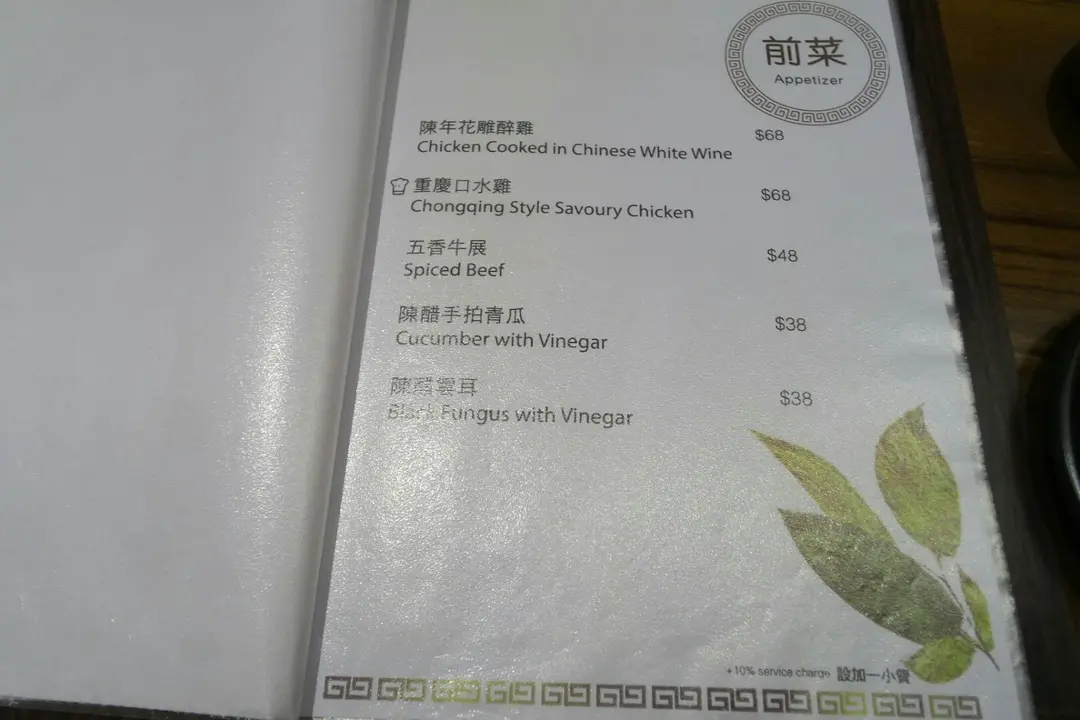 前菜
Appetizer
陳年花雕醉雞
$68
Chicken Cooked in Chinese White Wine
重慶口水雞
$68
Chongqing Style Savoury Chicken
五香牛展
$48
Spiced Beef
陳醋手拍青瓜
$38
Cucumber with Vinegar
陳醋雲耳
$38
Black Fungus with Vinegar
+10% service charge 設加一小費